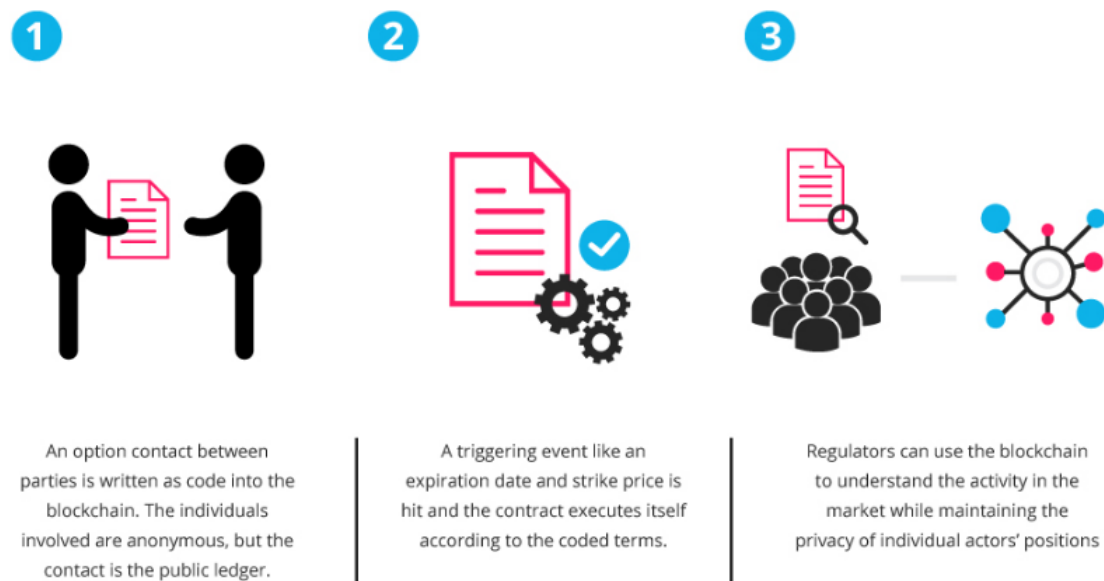 1
An option contact between
parties is written as code into the
blockchain. The individuals
involved are anonymous, but the
contact is the public ledger.
2
A triggering event like an
expiration date and strike price is
hit and the contract executes itself
according to the coded terms.
3
Regulators can use the blockchain
to understand the activity in the
market while maintaining the
privacy of individual actors' positions